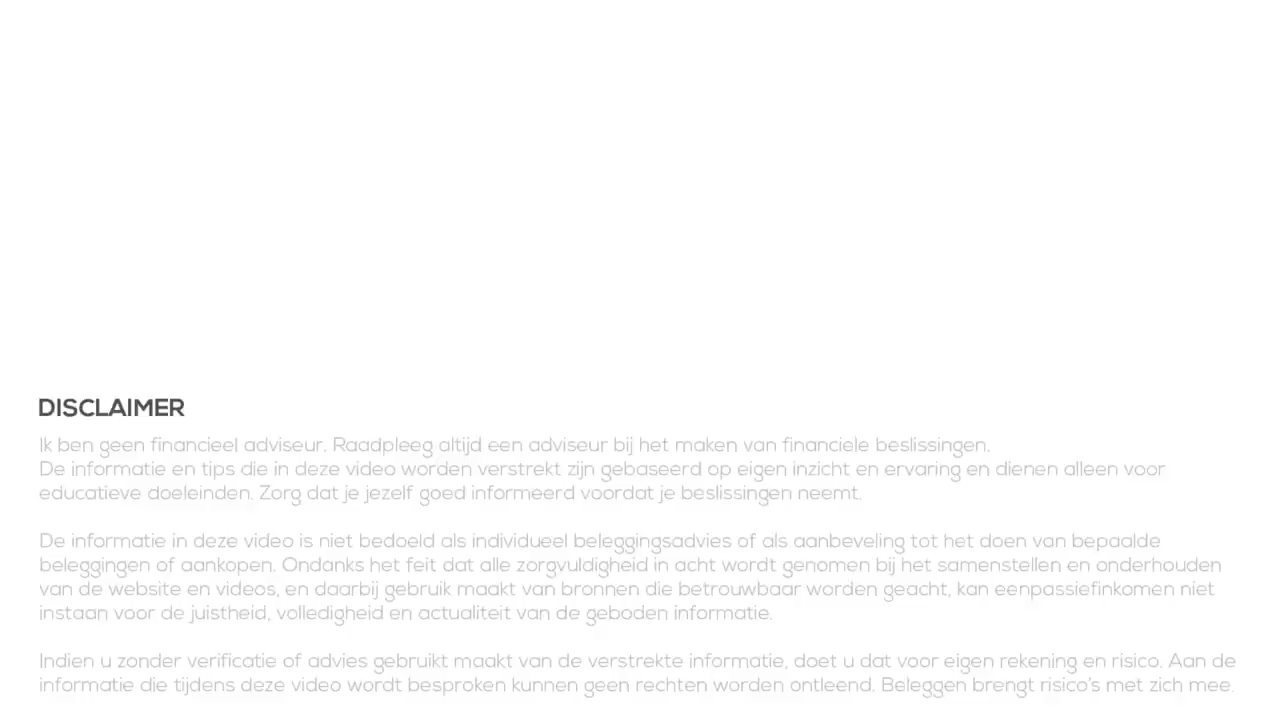 DISCLAIMER
Ik ben geen financieel adviseur. Raadpleeg altijd een adviseur bij het maken van financiele beslissingen.
De informatie en tips die in deze video worden verstrekt zijn gebaseerd op eigen inzicht en ervaring en dienen alleen voor
educatieve doeleinden. Zorg dat je jezelf goed informeerd voordat je beslissingen neemt.
De informatie in deze video is niet bedoeld als individueel beleggingsadvies of als aanbeveling tot het doen van bepaalde
beleggingen of aankopen. Ondanks het feit dat alle zorgvuldigheid in acht wordt genomen bij het samenstellen en onderhouden
van de website en videos, en daarbij gebruik maakt van bronnen die betrouwbaar worden geacht, kan eenpassiefinkomen niet
instaan voor de juistheid, volledigheid en actualiteit van de geboden informatie.
Indien u zonder verificatie of advies gebruikt maakt van de verstrekte informatie, doet u dat voor eigen rekening en risico. Aan de
informatie die tijdens deze video wordt besproken kunnen geen rechten worden ontleend. Beleggen brengt risico's met zich mee.